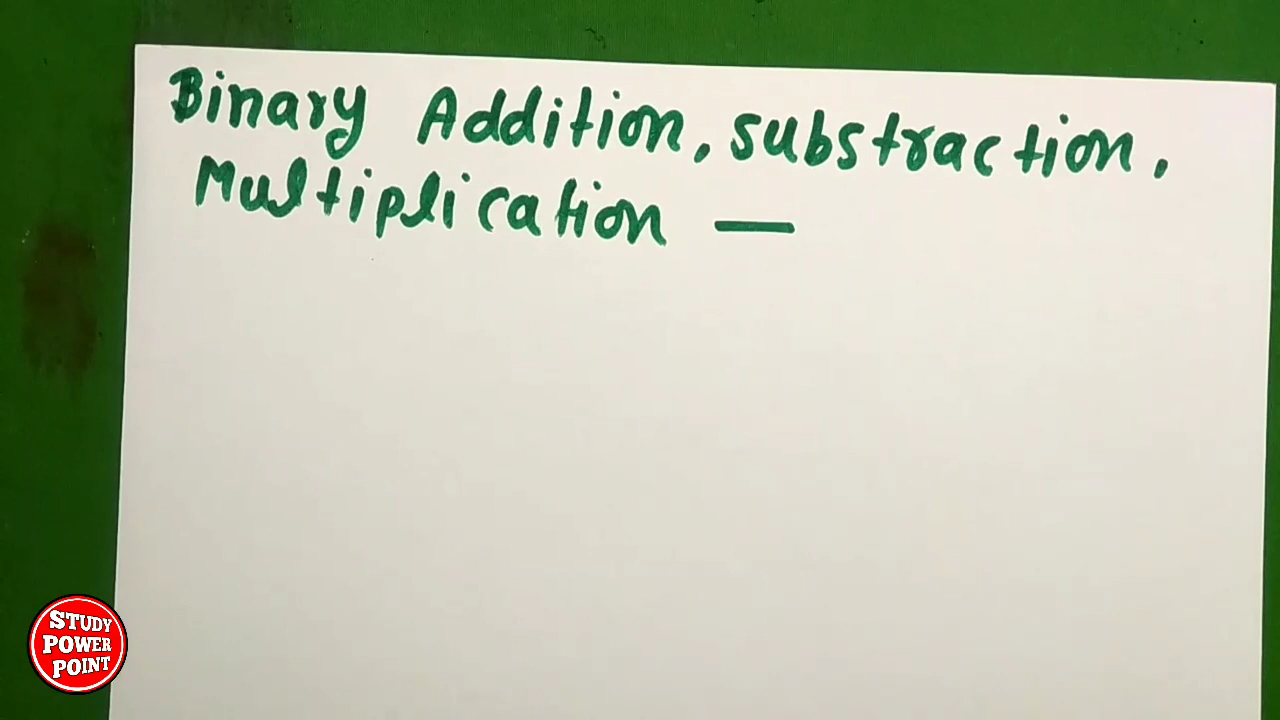 Binary Addition, substraction,
Multiplication —
STUDY
POWER
POINT